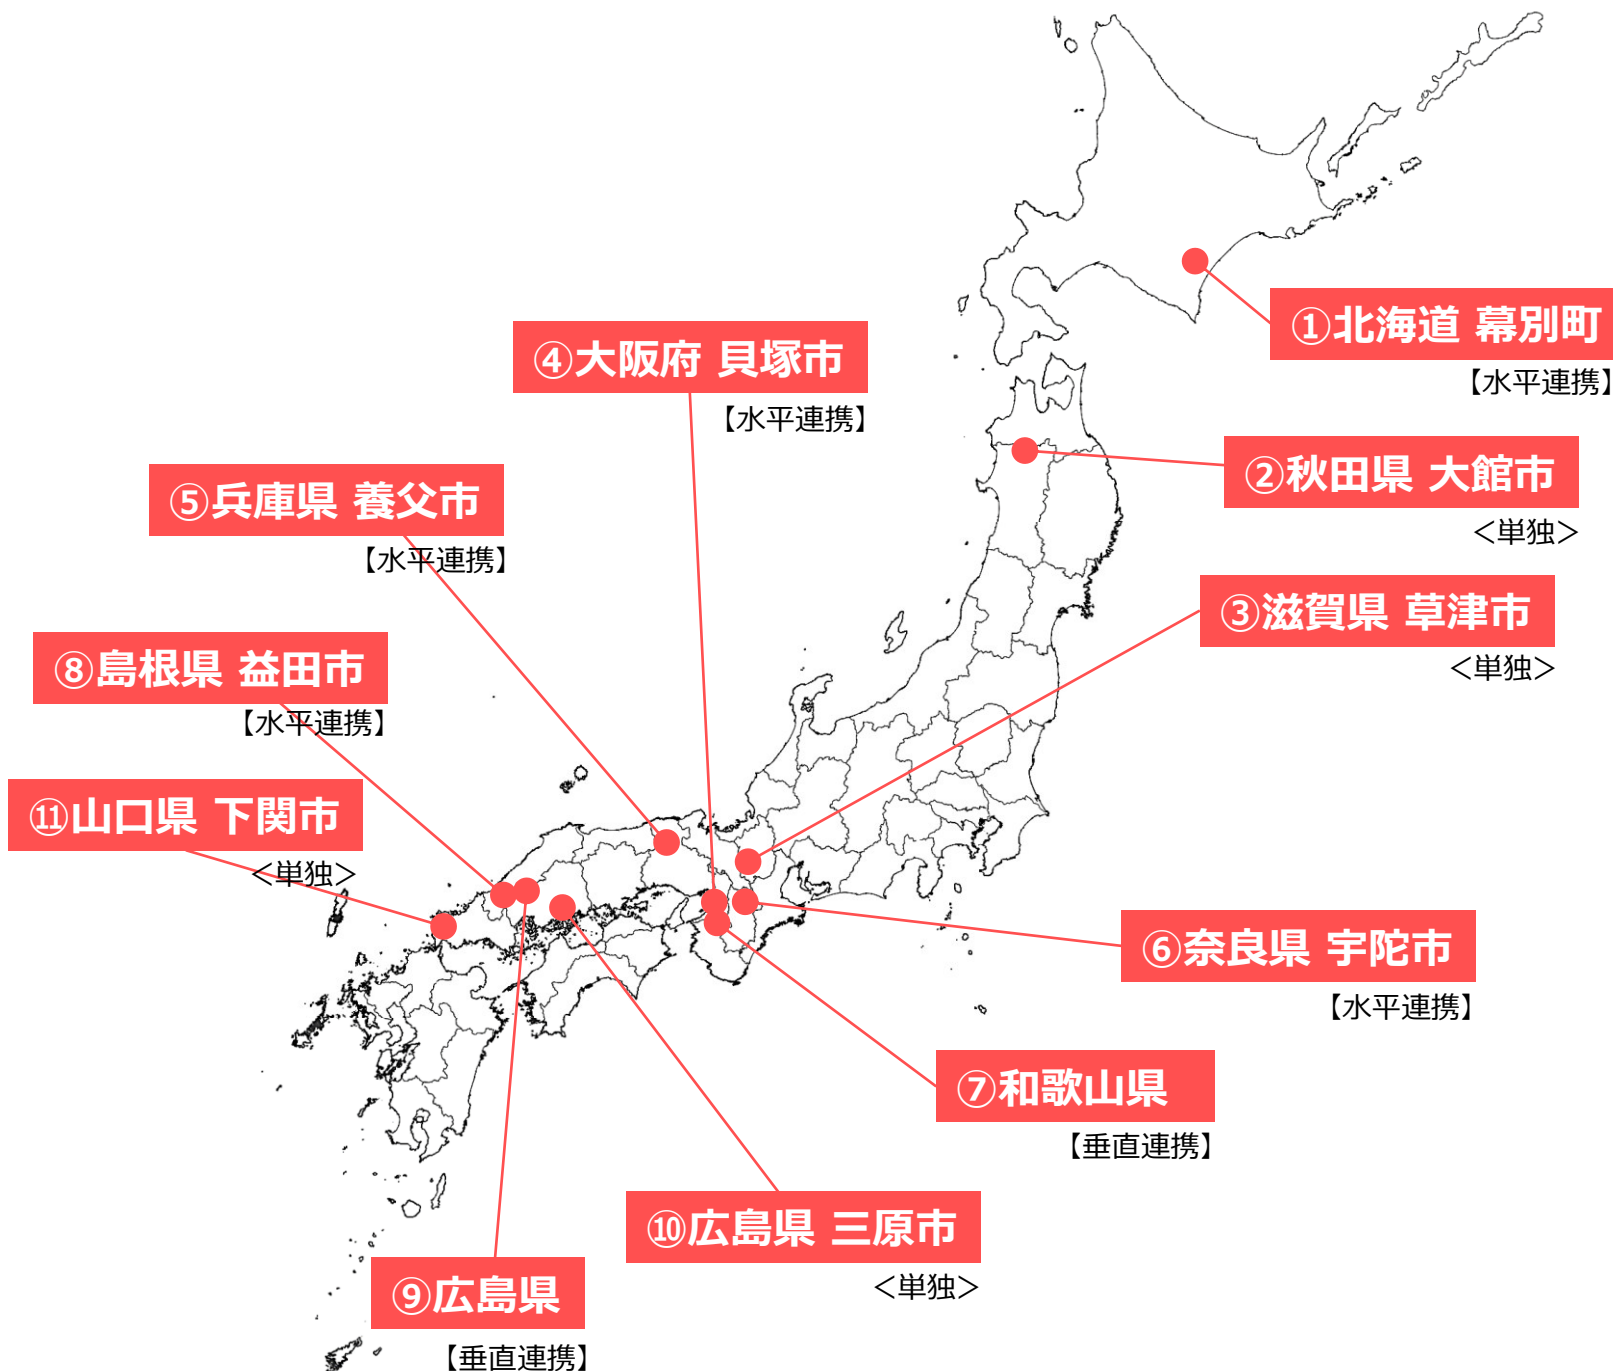 ①北海道 幕別町
【水平連携】
②秋田県 大館市
＜単独＞
③滋賀県 草津市
＜単独＞
④大阪府 貝塚市
【水平連携】
⑤兵庫県 養父市
【水平連携】
⑥奈良県 宇陀市
【水平連携】
⑦和歌山県
【垂直連携】
⑧島根県 益田市
【水平連携】
⑨広島県
【垂直連携】
⑩広島県 三原市
＜単独＞
⑪山口県 下関市
＜単独＞